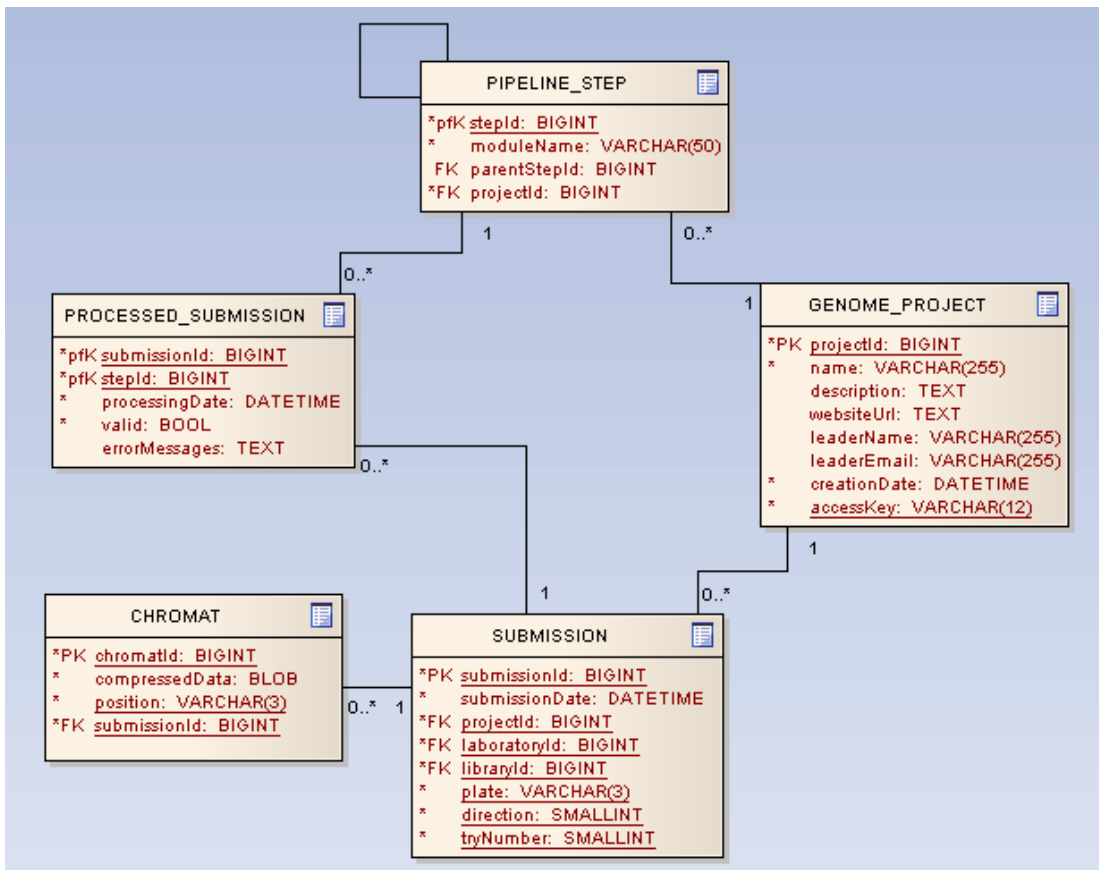 PIPELINE_STEP
*pfK stepId: BIGINT
* moduleName: VARCHAR(50)
FK parentStepId: BIGINT
*FK projectId: BIGINT
1
0..*
0..*
1
PROCESSED_SUBMISSION
*pfK submissionId: BIGINT
*pfK stepId: BIGINT
* processingDate: DATETIME
* valid: BOOL
errorMessages: TEXT
0..*
1
GENOME_PROJECT
*PK projectId: BIGINT
* name: VARCHAR(255)
description: TEXT
websiteUrl: TEXT
leaderName: VARCHAR(255)
leaderEmail: VARCHAR(255)
* creationDate: DATETIME
* accessKey: VARCHAR(12)
1
0..*
CHROMAT
*PK chromatId: BIGINT
* compressedData: BLOB
* position: VARCHAR(3)
*FK submissionId: BIGINT
0..*
1
SUBMISSION
*PK submissionId: BIGINT
* submissionDate: DATETIME
*FK projectId: BIGINT
*FK laboratoryId: BIGINT
*FK libraryId: BIGINT
* plate: VARCHAR(3)
* direction: SMALLINT
* tryNumber: SMALLINT